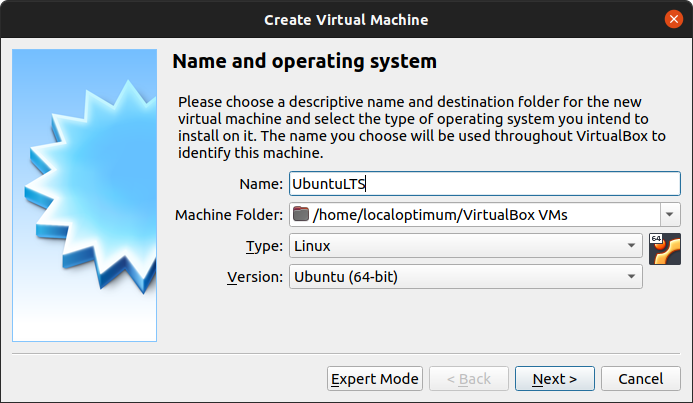 Create Virtual Machine
Name and operating system
Please choose a descriptive name and destination folder for the new
virtual machine and select the type of operating system you intend to
install on it. The name you choose will be used throughout VirtualBox to
identify this machine.
Name: UbuntuLTS
Machine Folder: /home/localoptimum/VirtualBox VMs
Type: Linux
64
Version: Ubuntu (64-bit)
Expert Mode < Back Next > Cancel